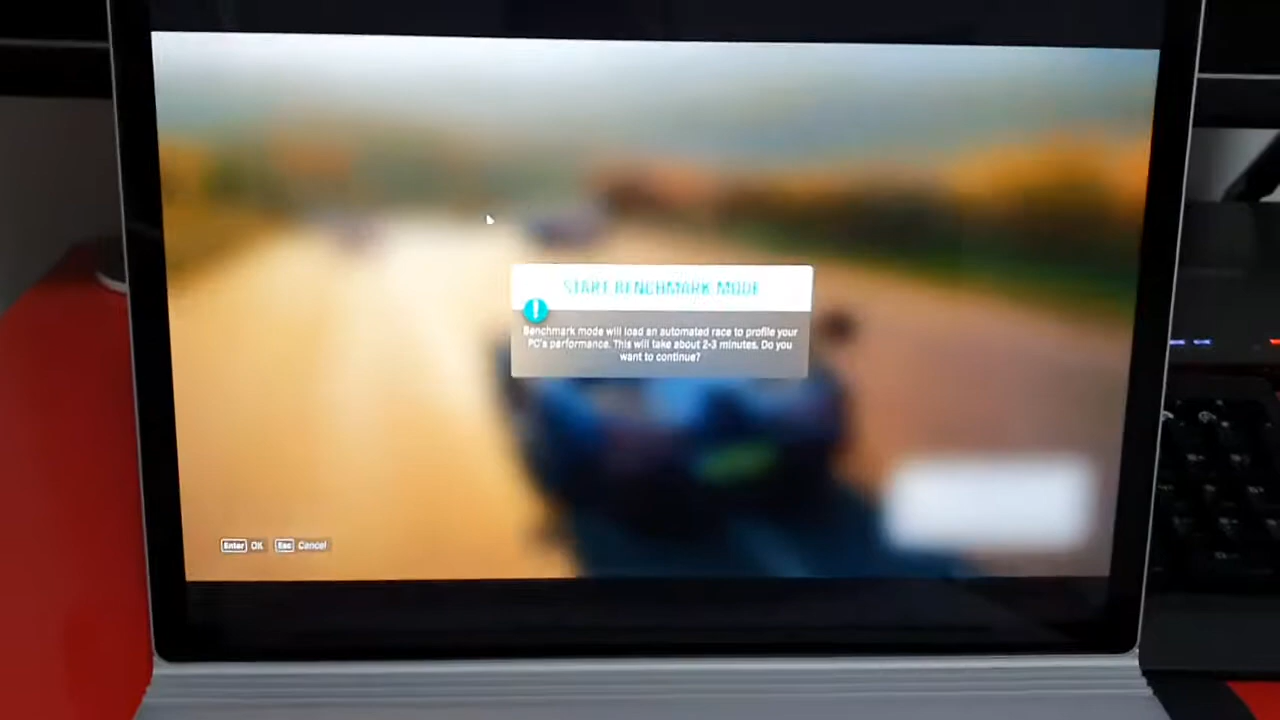 START BENCHMARK MODE
Benchmark mode will load an automated race to profile your
PC's performance. This will take about 2-3 minutes. Do you
want to continue?
Enter OK Esc Cancel